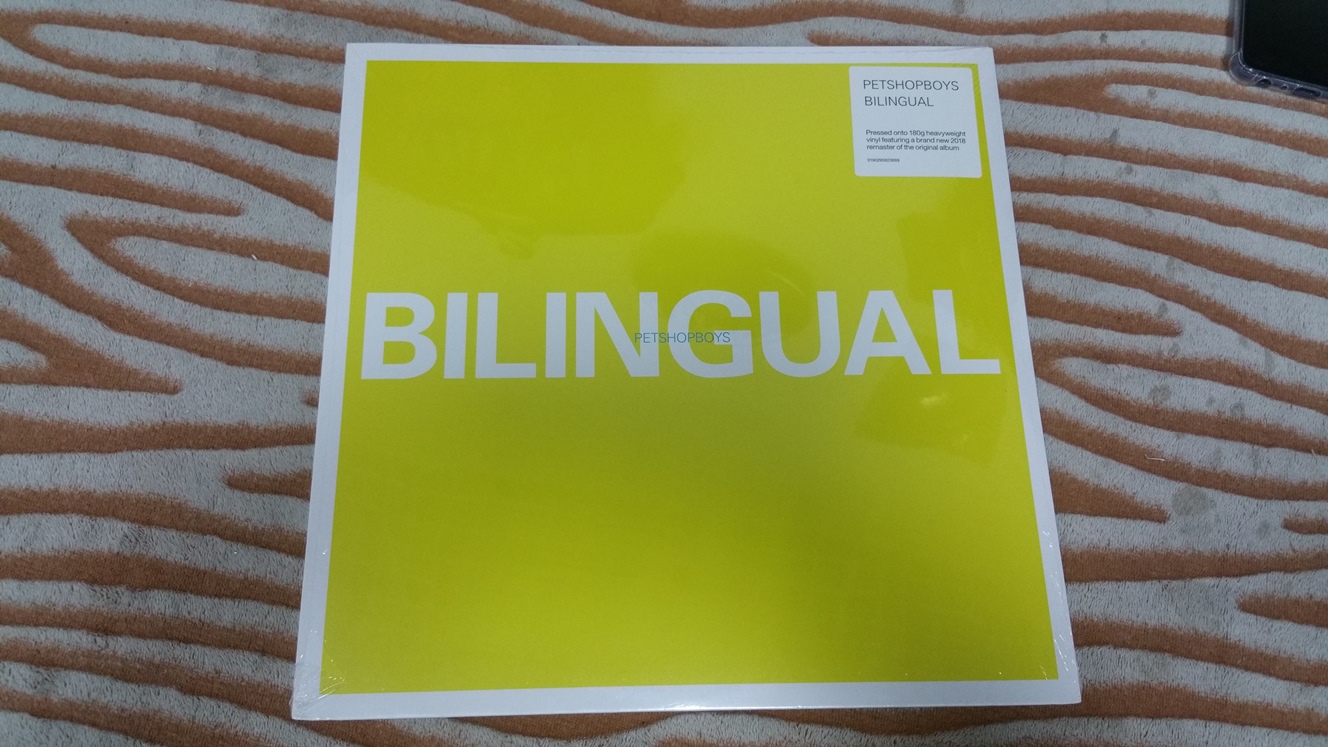 PETSHOPBOYS
BILINGUAL
Pressed onto 180g heavyweight
vinyl featuring a brand new 2018
remaster of the original album
BILINGUAL
PETSHOPBOYS